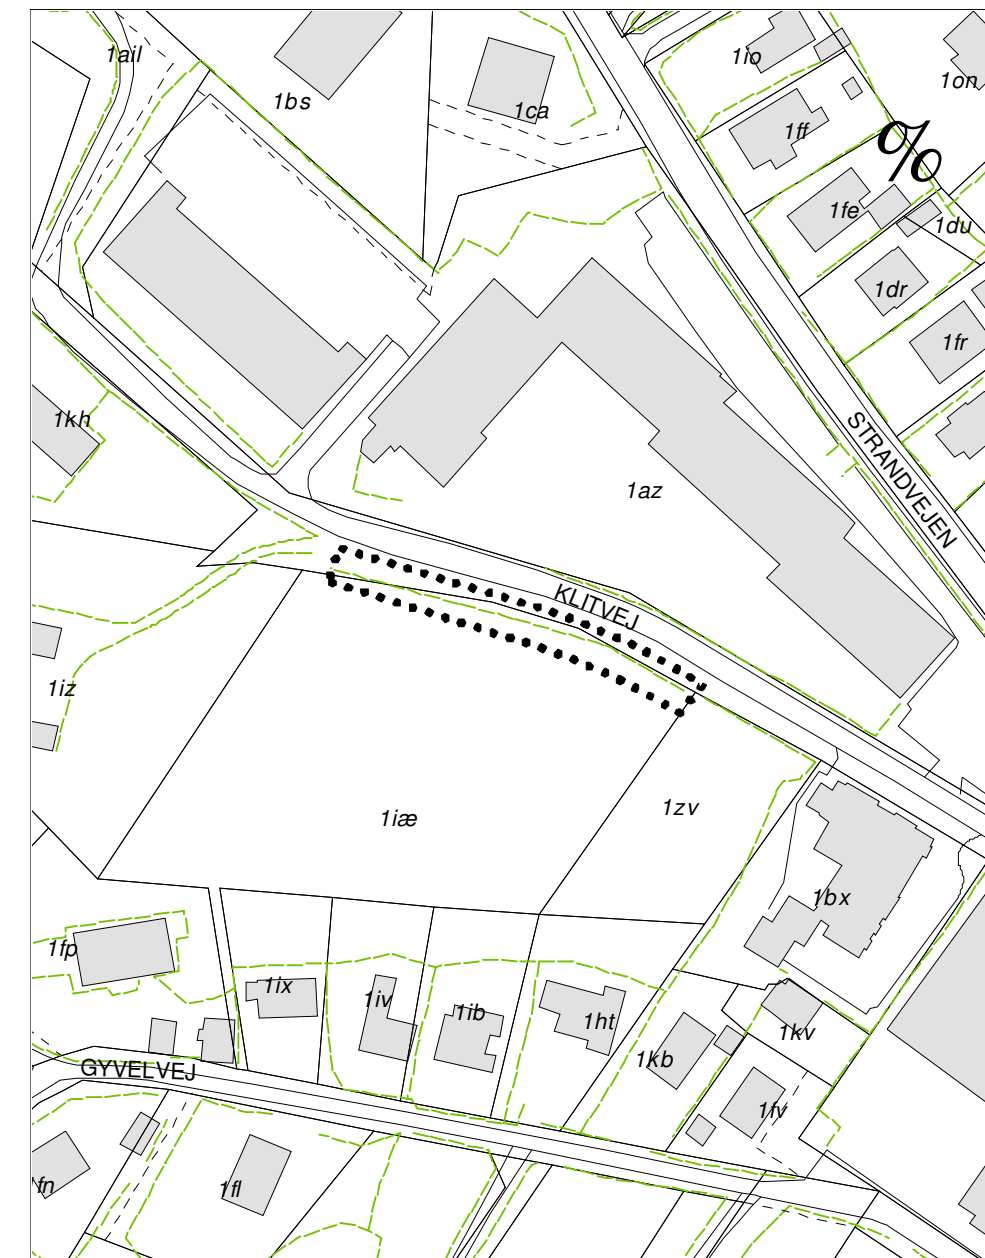 1ail
1bs
1ca
1io
1on
1ff
%
1fe
1du
1dr
1fr
1kh
STRANDVEJEN
1az
KLITVEJ
1iz
1iæ
1zv
1bx
1fp
1ix
1iv
1ib
1ht
1kv
1kb
GYVELVEJ
1fv
fn
1fl